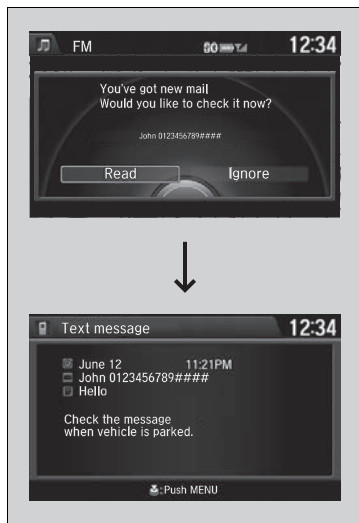 FM 12:34
You've got new mail
Would you like to check it now?
John 0123456789####
Read Ignore
Text message 12:34
June 12 11:21PM
John 0123456789####
Hello
Check the message
when vehicle is parked.
:Push MENU